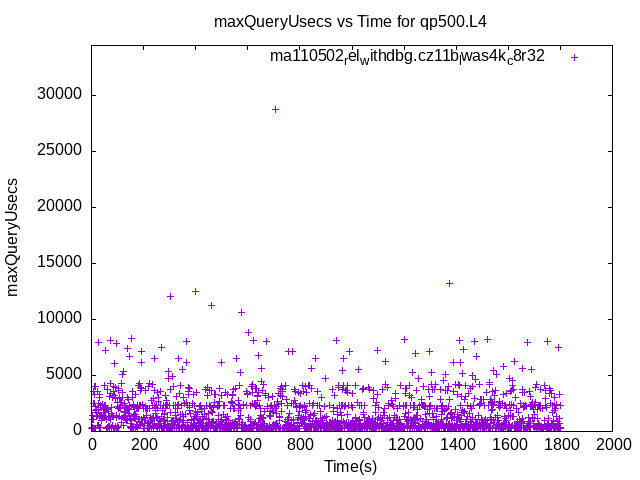 maxQueryUsecs vs Time for qp500.L4
ma110502relwithdbg.cz11blwas4kc8r32
30000
25000
20000
15000
10000
5000
0
maxQueryUsecs
0 200 400 600 800 1000 1200 1400 1600 1800 2000
Time(s)